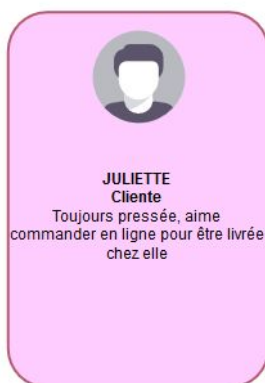 JULIETTE
Cliente
Toujours pressée, aime
commander en ligne pour être livrée
chez elle